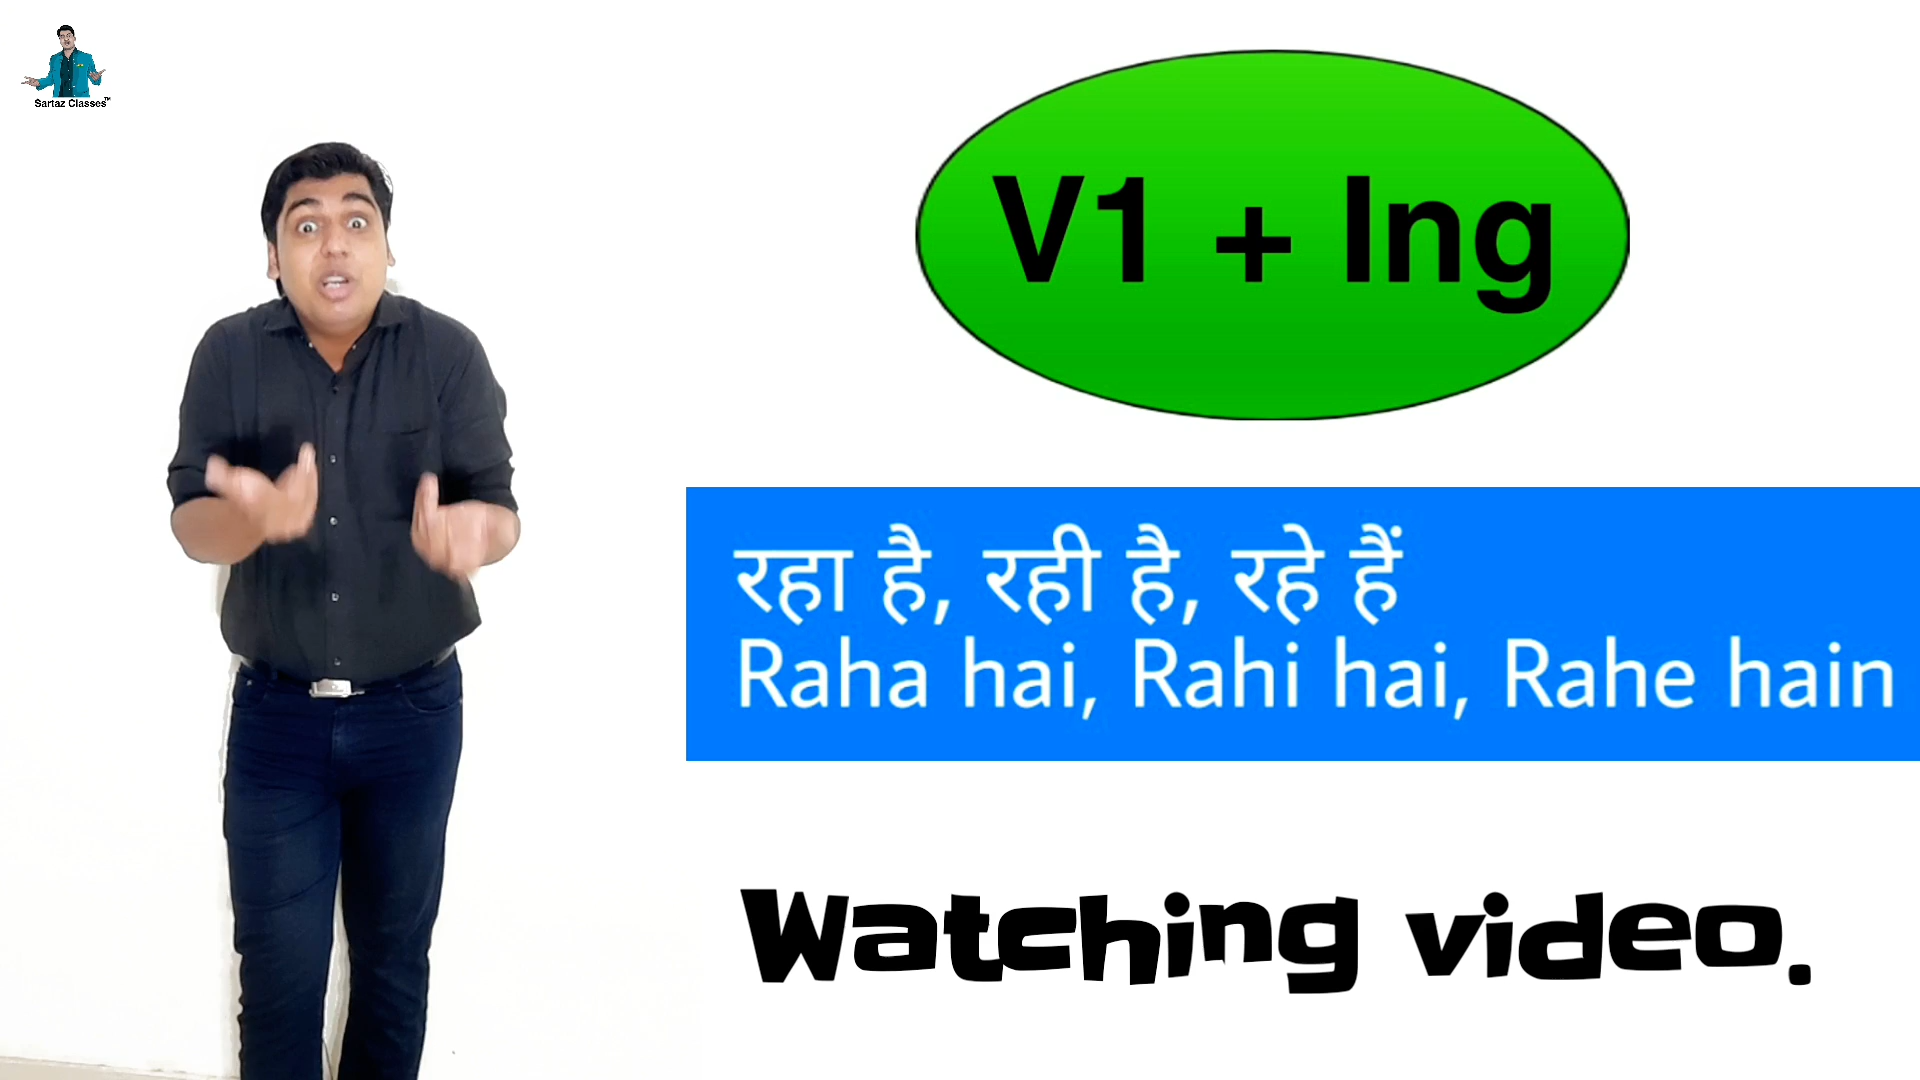 Sartaz Classes™
V1 + Ing
रहा है, रही है, रहे हैं
Raha hai, Rahi hai, Rahe hain
Watching video.